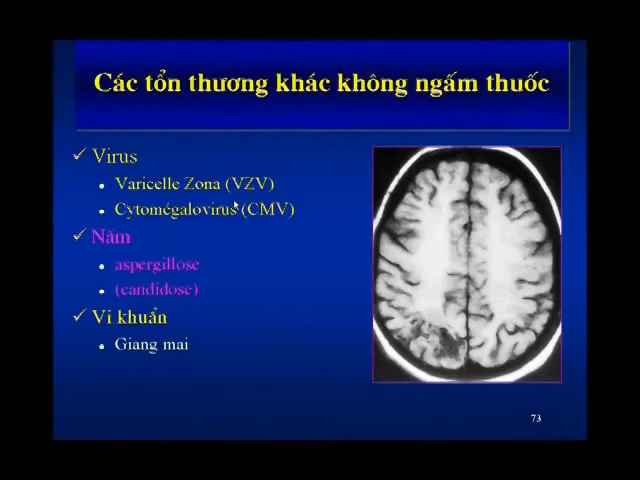 Các tổn thương khác không ngấm thuốc
Virus
Varicelle Zona (VZV)
Cytomégalovirus (CMV)
Nấm
aspergillose
(candidose)
Vi khuẩn
Giang mai
73